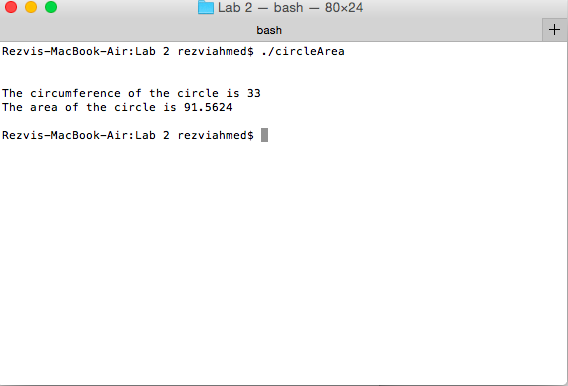 Lab 2 — bash — 80×24
bash
Rezvis-MacBook-Air:Lab 2 rezviahmed$ ./circleArea
The circumference of the circle is 33
The area of the circle is 91.5624
Rezvis-MacBook-Air:Lab 2 rezviahmed$